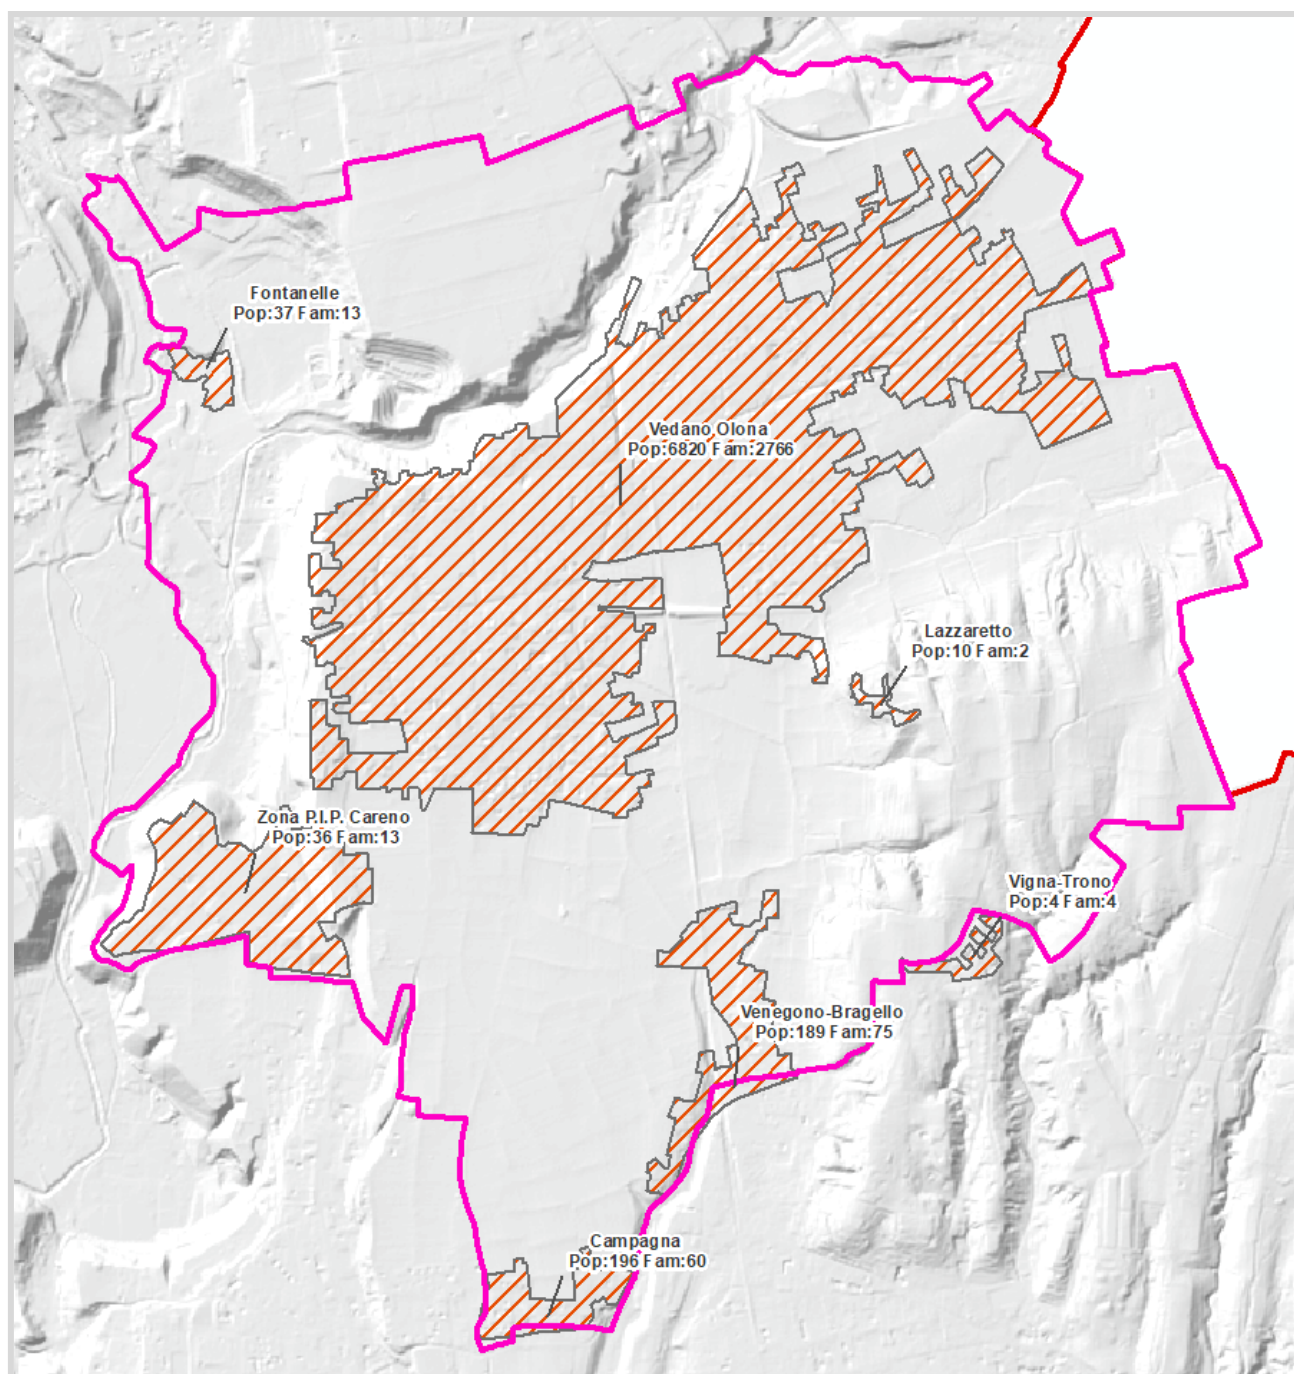 Fontanelle
Pop:37 Fam:13
Vedano Olona
Pop:6820 Fam:2766
Lazzaretto
Pop:10 Fam:2
Zona P.I.P. Careno
Pop:36 Fam:13
Vigna-Trono
Pop:4 Fam:4
Venegono-Bragello
Pop:189 Fam:75
Campagna
Pop:196 Fam:60